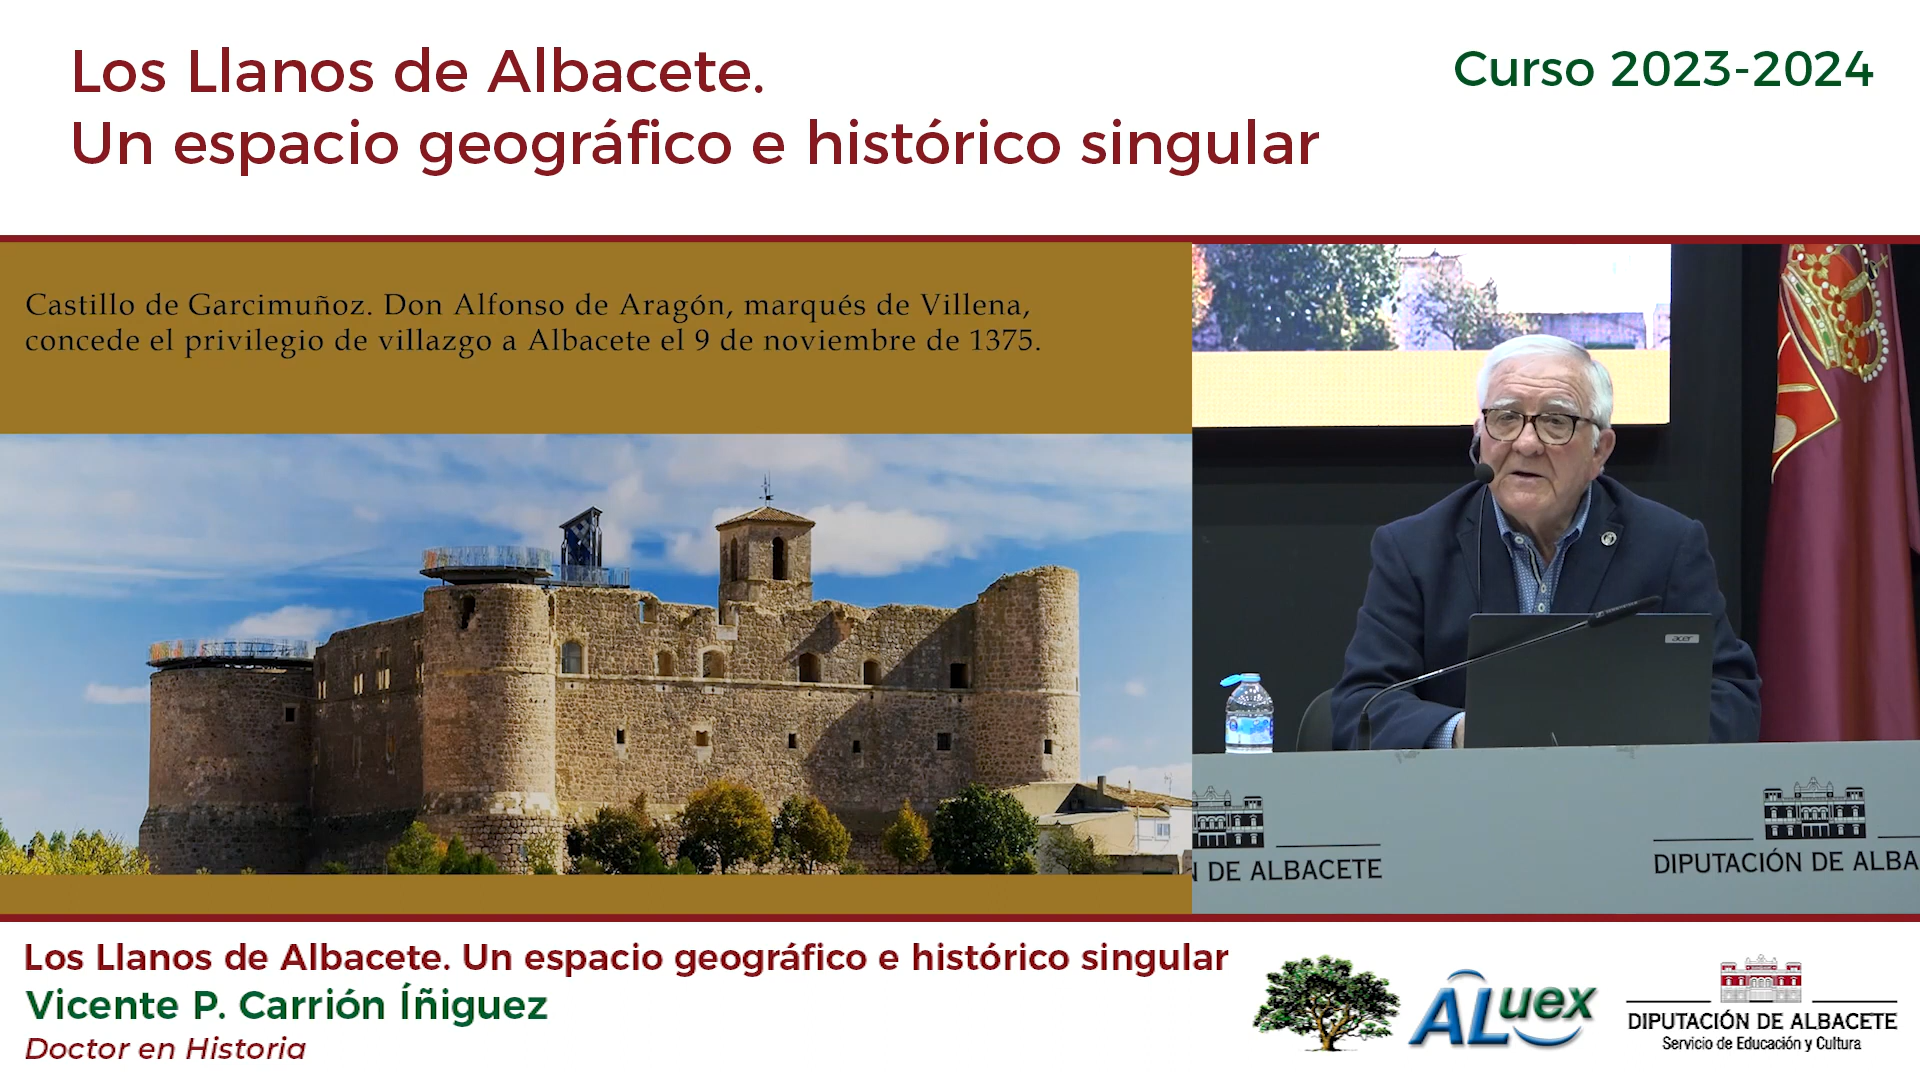 Los Llanos de Albacete.
Un espacio geográfico e histórico singular
Curso 2023-2024
Castillo de Garcimuñoz. Don Alfonso de Aragón, marqués de Villena,
concede el privilegio de villazgo a Albacete el 9 de noviembre de 1375.
acer
N DE ALBACETE
DIPUTACIÓN DE ALBA
Los Llanos de Albacete. Un espacio geográfico e histórico singular
Vicente P. Carrión Íñiguez
Doctor en Historia
ALuex
DIPUTACIÓN DE ALBACETE
Servicio de Educación y Cultura